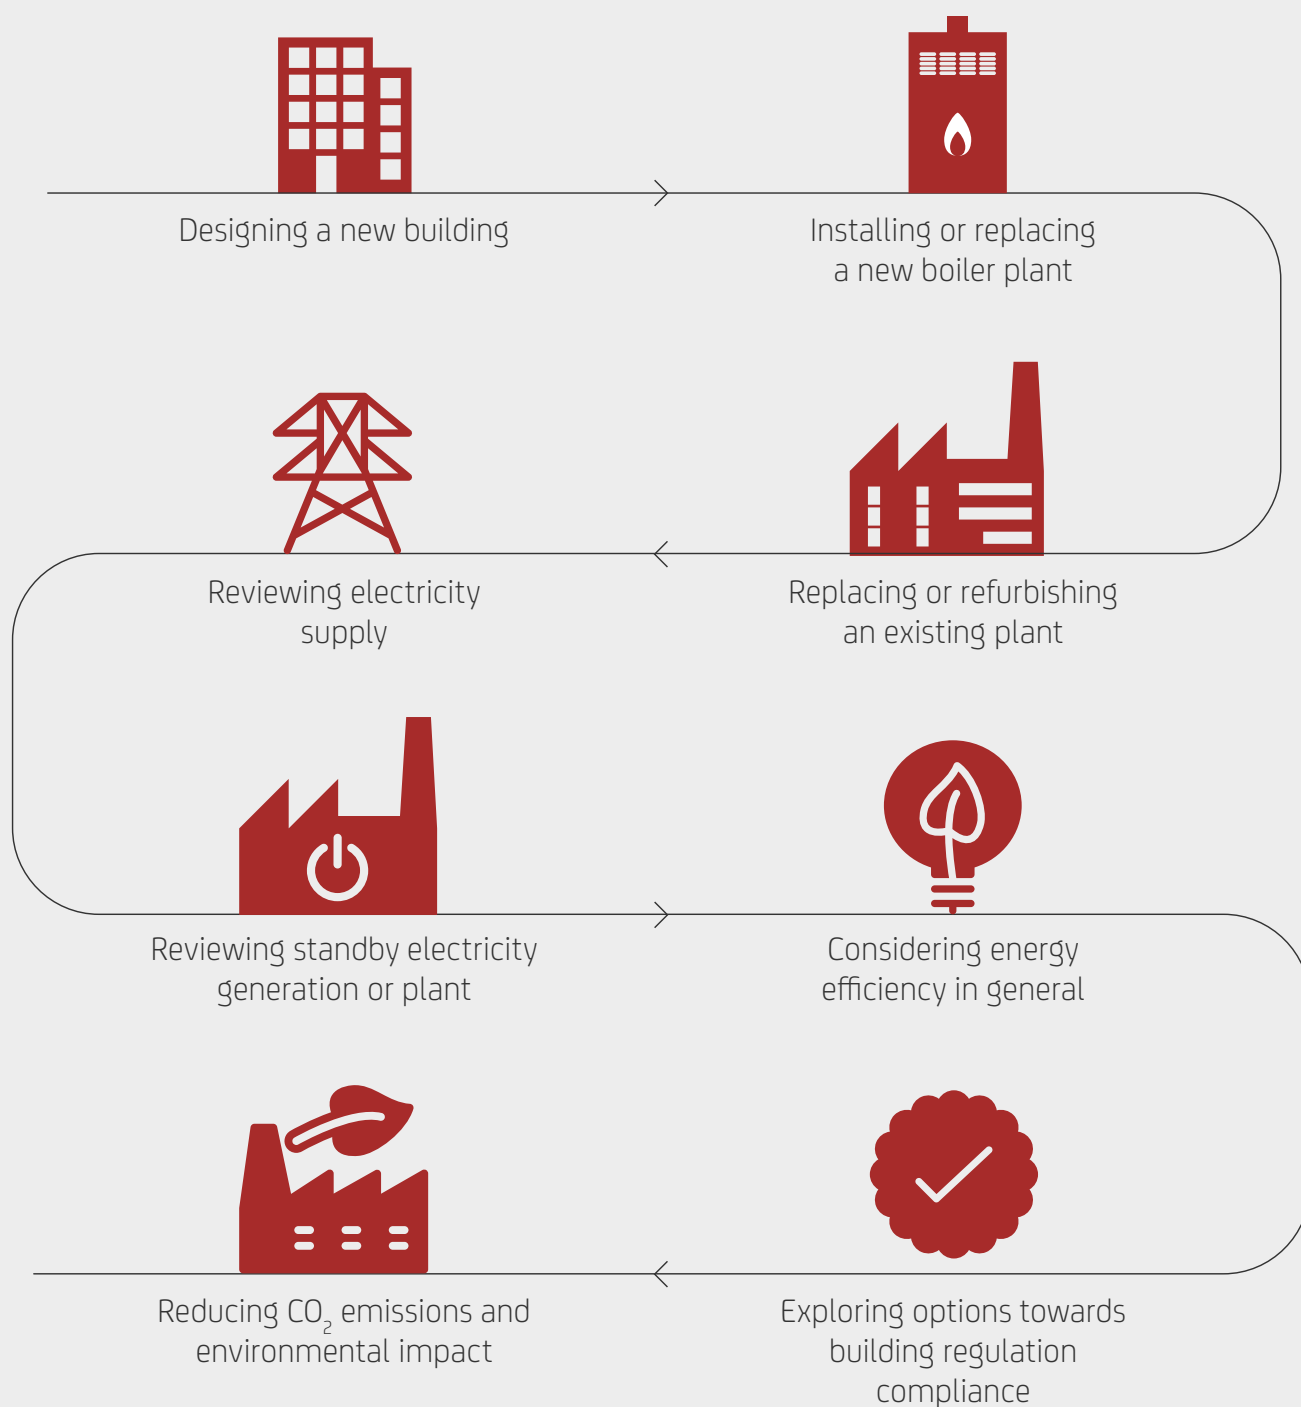 Designing a new building
Installing or replacing
a new boiler plant
Replacing or refurbishing
an existing plant
Reviewing electricity
supply
Reviewing standby electricity
generation or plant
Considering energy
efficiency in general
Exploring options towards
building regulation
compliance
Reducing CO₂ emissions and
environmental impact